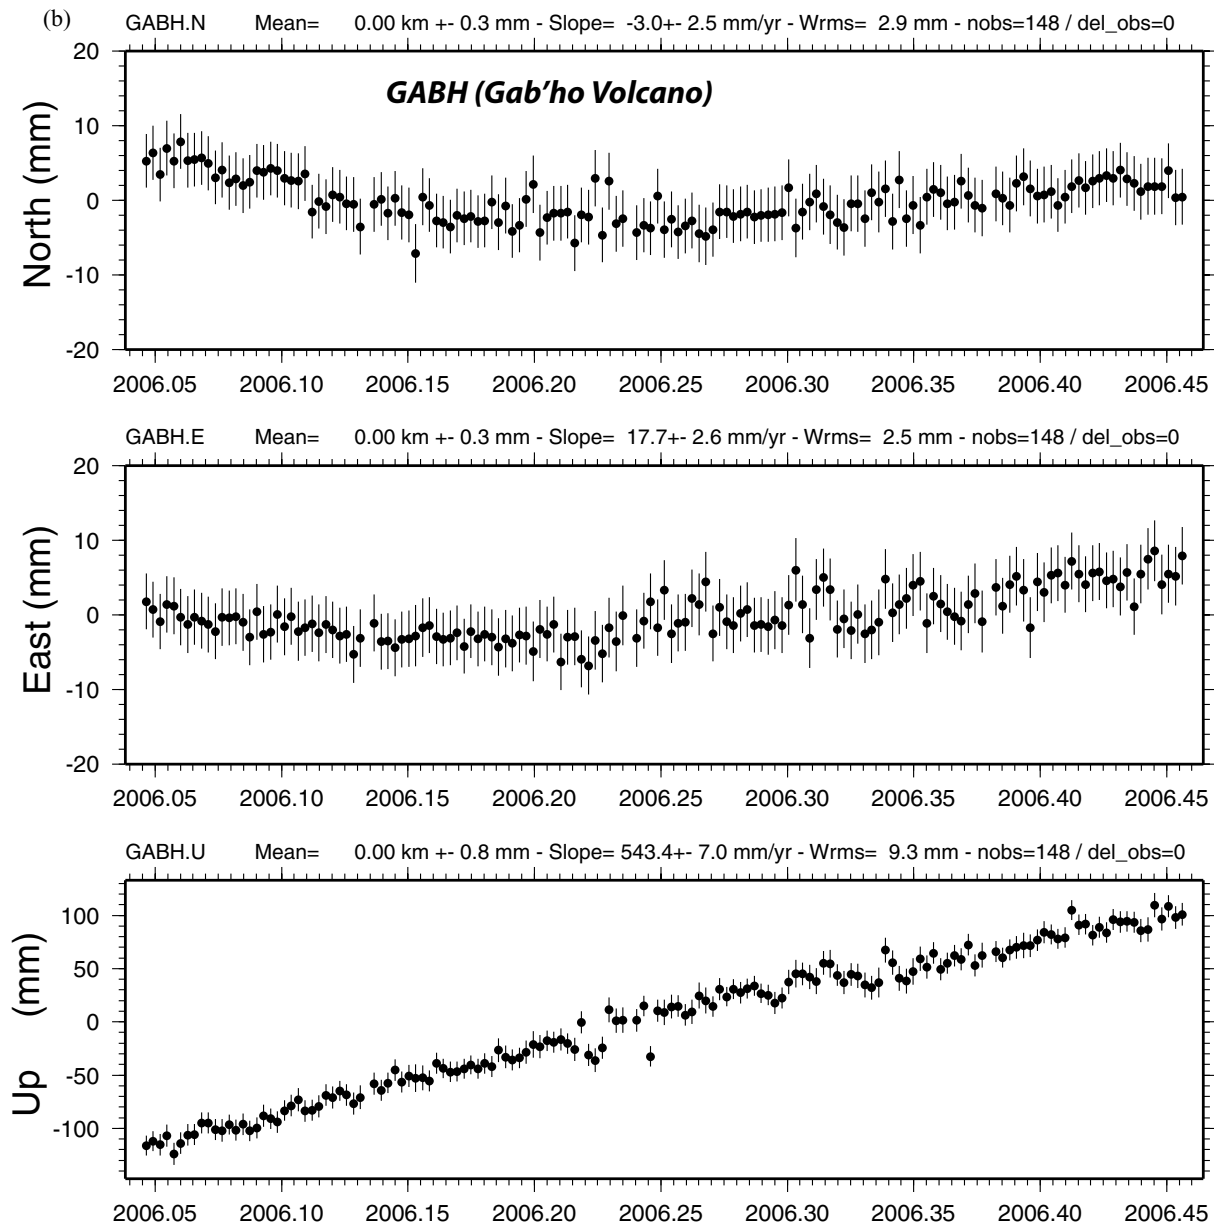 (b)
GABH.N Mean= 0.00 km +- 0.3 mm - Slope= -3.0+- 2.5 mm/yr - Wrms= 2.9 mm - nobs=148 / del_obs=0
GABH (Gab'ho Volcano)
North (mm)
20
10
0
-10
-20
2006.05 2006.10 2006.15 2006.20 2006.25 2006.30 2006.35 2006.40 2006.45
GABH.E Mean= 0.00 km +- 0.3 mm - Slope= 17.7+- 2.6 mm/yr - Wrms= 2.5 mm - nobs=148 / del_obs=0
East (mm)
20
10
0
-10
-20
2006.05 2006.10 2006.15 2006.20 2006.25 2006.30 2006.35 2006.40 2006.45
GABH.U Mean= 0.00 km +- 0.8 mm - Slope= 543.4+- 7.0 mm/yr - Wrms= 9.3 mm - nobs=148 / del_obs=0
Up (mm)
100
50
0
-50
-100
2006.05 2006.10 2006.15 2006.20 2006.25 2006.30 2006.35 2006.40 2006.45